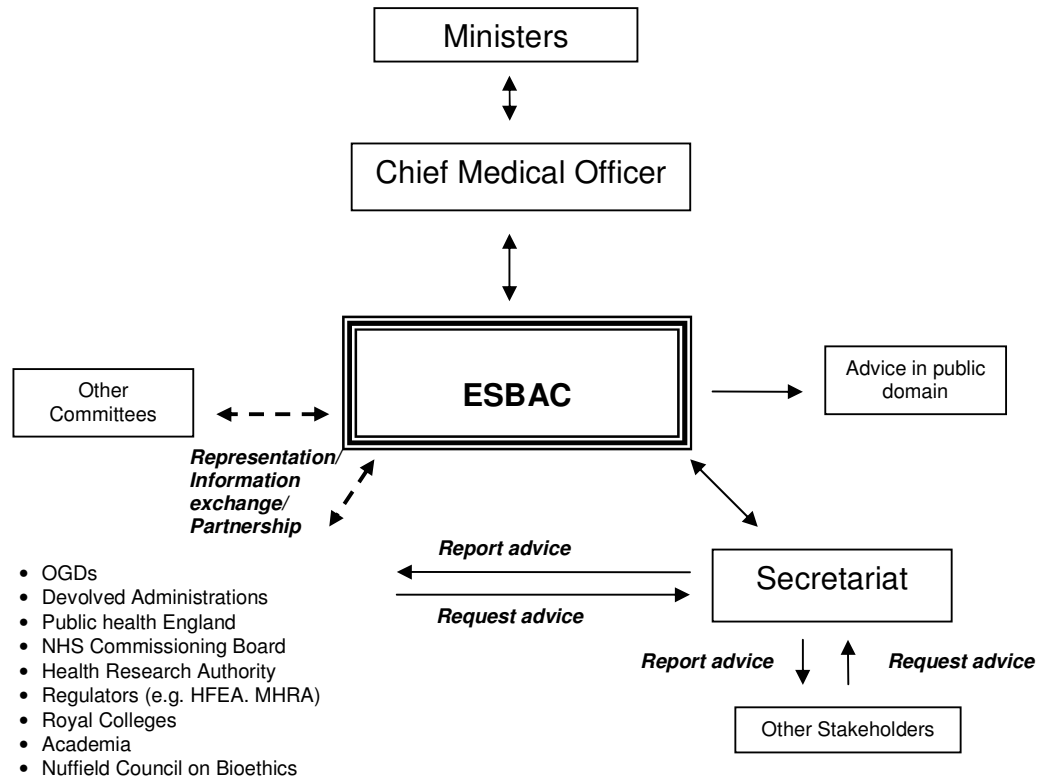 Ministers
Chief Medical Officer
ESBAC
Advice in public
domain
Other
Committees
Representation/
Information
exchange/
Partnership
Report advice
Request advice
Secretariat
• OGDs
• Devolved Administrations
• Public health England
• NHS Commissioning Board
• Health Research Authority
• Regulators (e.g. HFEA. MHRA)
• Royal Colleges
• Academia
• Nuffield Council on Bioethics
Report advice
Request advice
Other Stakeholders